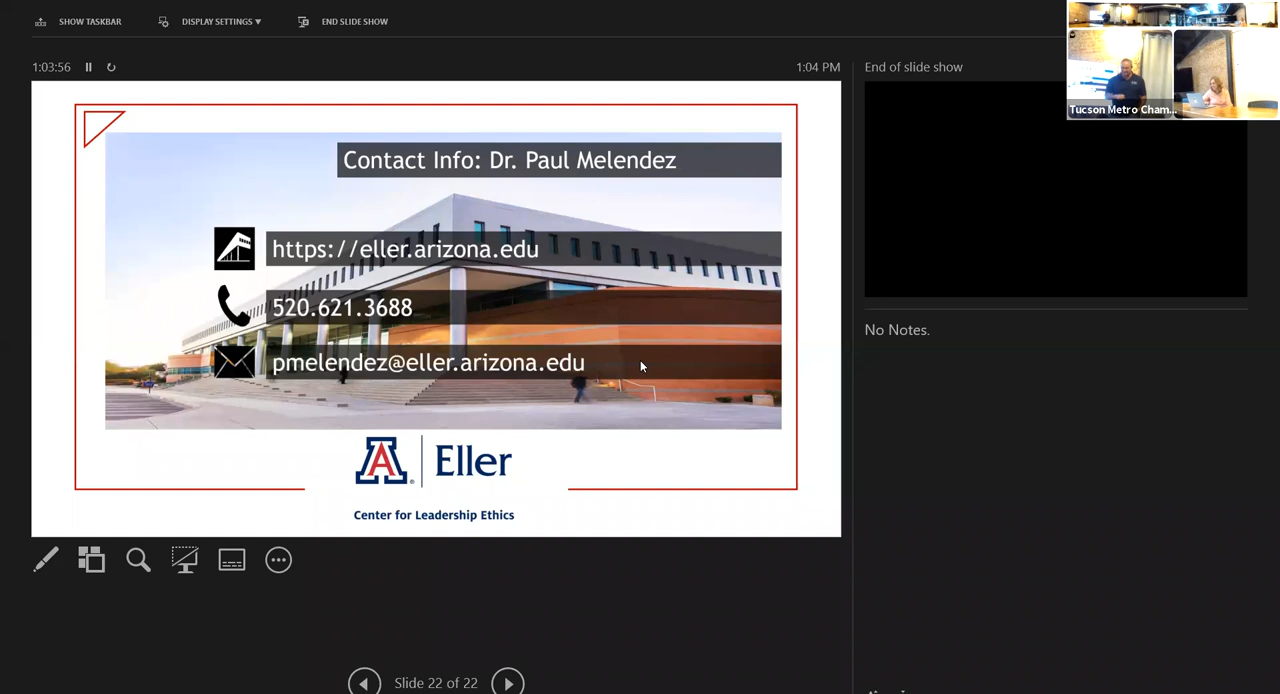 SHOW TASKBAR
DISPLAY SETTINGS ▼
END SLIDE SHOW
1:03:56
1:04 PM
End of slide show
Tucson Metro Cham...
Contact Info: Dr. Paul Melendez
https://eller.arizona.edu
520.621.3688
pmelendez@eller.arizona.edu
A
Eller
Center for Leadership Ethics
No Notes.
Slide 22 of 22